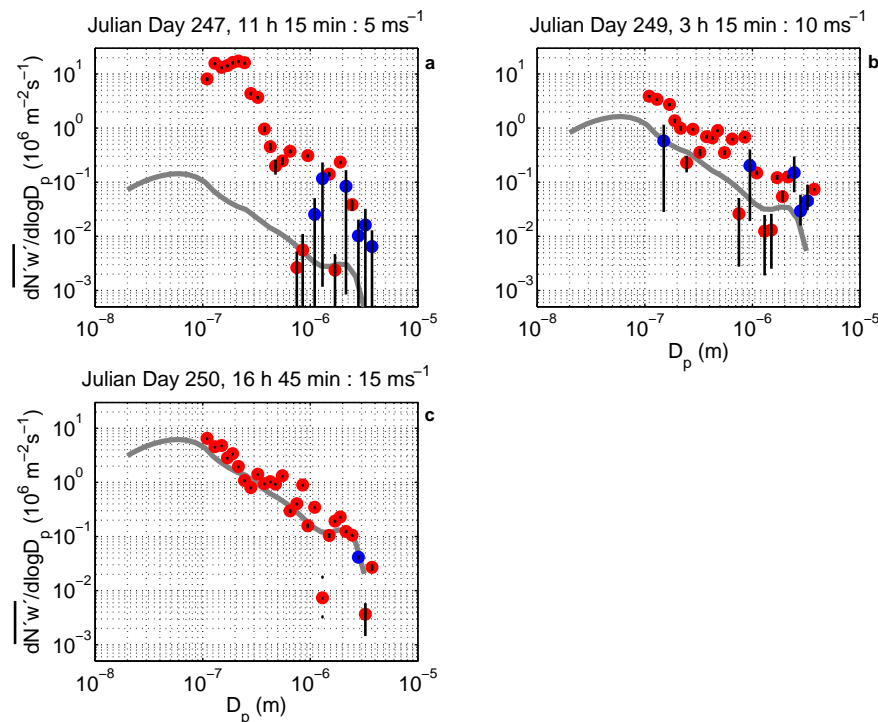 Julian Day 247, 11 h 15 min : 5 ms⁻¹
a
10¹
10⁰
10⁻¹
10⁻²
10⁻³
dN´w´/dlogD_p (10⁶ m⁻²s⁻¹)
10⁻⁸ 10⁻⁷ 10⁻⁶ 10⁻⁵
Julian Day 249, 3 h 15 min : 10 ms⁻¹
b
10¹
10⁰
10⁻¹
10⁻²
10⁻³
10⁻⁸ 10⁻⁷ 10⁻⁶ 10⁻⁵
D_p (m)
Julian Day 250, 16 h 45 min : 15 ms⁻¹
c
10¹
10⁰
10⁻¹
10⁻²
10⁻³
dN´w´/dlogD_p (10⁶ m⁻²s⁻¹)
10⁻⁸ 10⁻⁷ 10⁻⁶ 10⁻⁵
D_p (m)